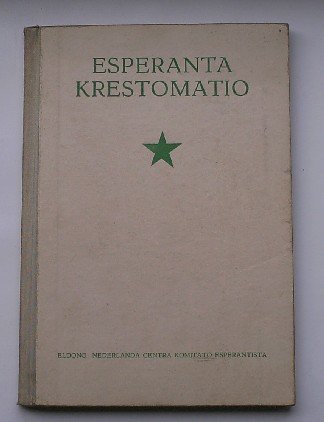 ESPERANTA
KRESTOMATIO
ELDONO NEDERLANDA CENTRA KOMITATO ESPERANTISTA